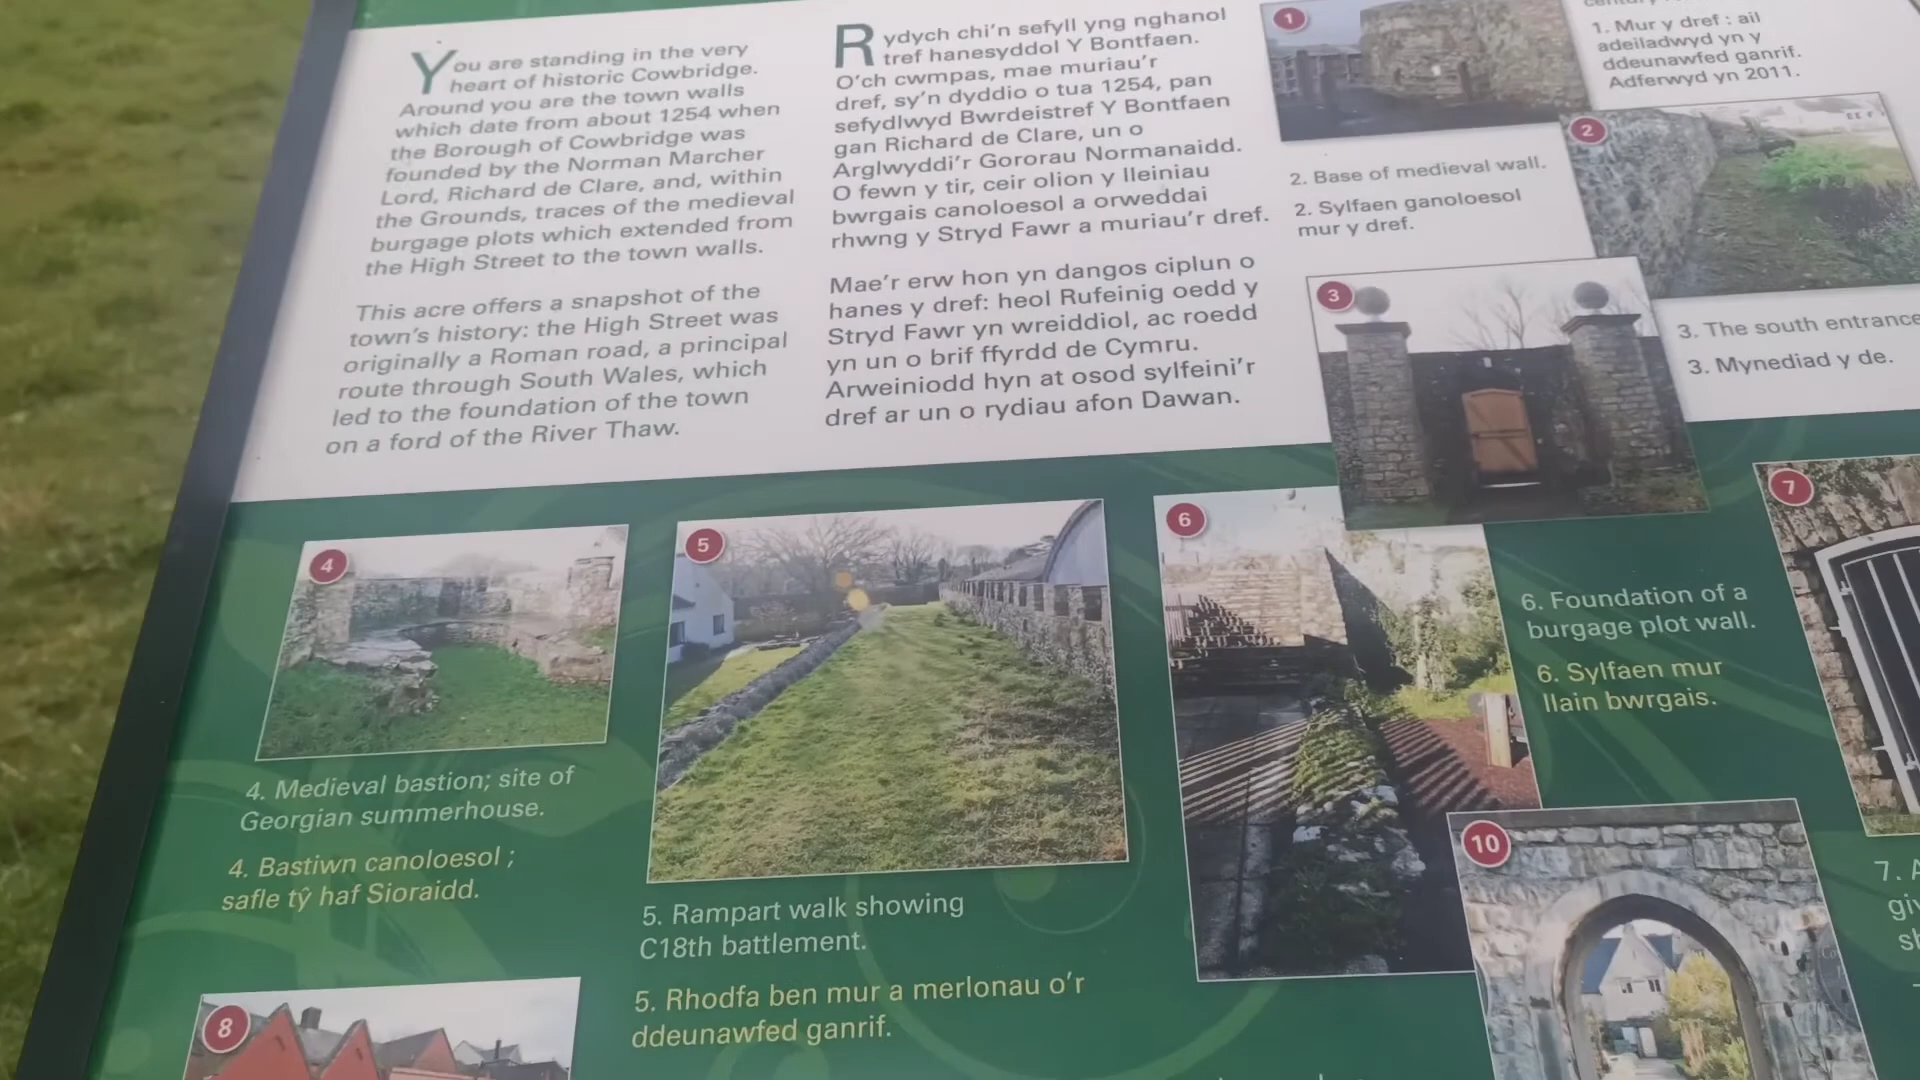 You are standing in the very
heart of historic Cowbridge.
Around you are the town walls
which date from about 1254 when
the Borough of Cowbridge was
founded by the Norman Marcher
Lord, Richard de Clare, and, within
the Grounds, traces of the medieval
burgage plots which extended from
the High Street to the town walls.
This acre offers a snapshot of the
town's history: the High Street was
originally a Roman road, a principal
route through South Wales, which
led to the foundation of the town
on a ford of the River Thaw.
Rydych chi'n sefyll yng nghanol
tref hanesyddol Y Bontfaen.
O'ch cwmpas, mae muriau'r
dref, sy'n dyddio o tua 1254, pan
sefydlwyd Bwrdeistref Y Bontfaen
gan Richard de Clare, un o
Arglwyddi'r Gororau Normanaidd.
O fewn y tir, ceir olion y lleiniau
bwrgais canoloesol a orweddai
rhwng y Stryd Fawr a muriau'r dref.
Mae'r erw hon yn dangos ciplun o
hanes y dref: heol Rufeinig oedd y
Stryd Fawr yn wreiddiol, ac roedd
yn un o brif ffyrdd de Cymru.
Arweiniodd hyn at osod sylfeini'r
dref ar un o rydiau afon Dawan.
1
1. Mur y dref : ail
adeiladwyd yn y
ddeunawfed ganrif.
Adferwyd yn 2011.
2
2. Base of medieval wall.
2. Sylfaen ganoloesol
mur y dref.
3
3. The south entrance
3. Mynediad y de.
4
4. Medieval bastion; site of
Georgian summerhouse.
4. Bastiwn canoloesol ;
safle tŷ haf Sioraidd.
5
5. Rampart walk showing
C18th battlement.
5. Rhodfa ben mur a merlonau o'r
ddeunawfed ganrif.
6
6. Foundation of a
burgage plot wall.
6. Sylfaen mur
llain bwrgais.
7
7.
8
10